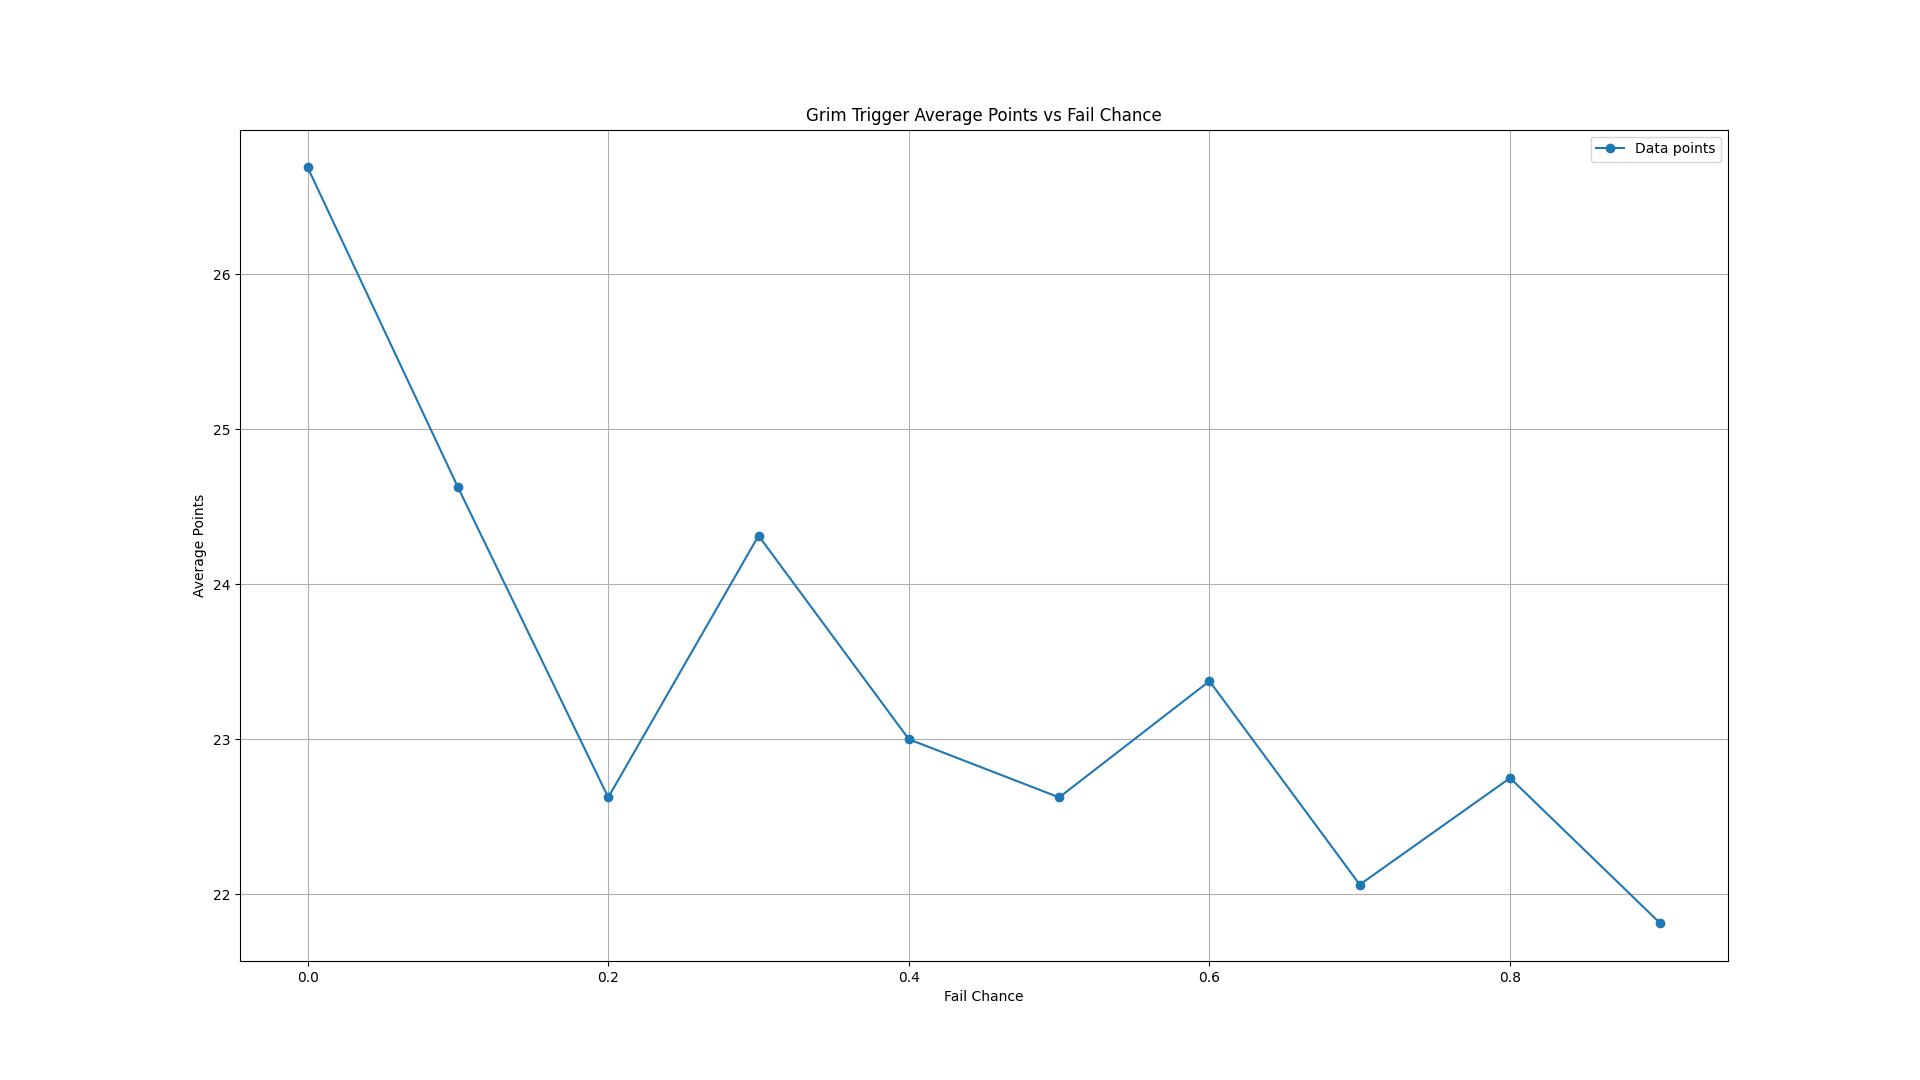 Grim Trigger Average Points vs Fail Chance
Data points
Average Points
26
25
24
23
22
0.0 0.2 0.4 0.6 0.8
Fail Chance